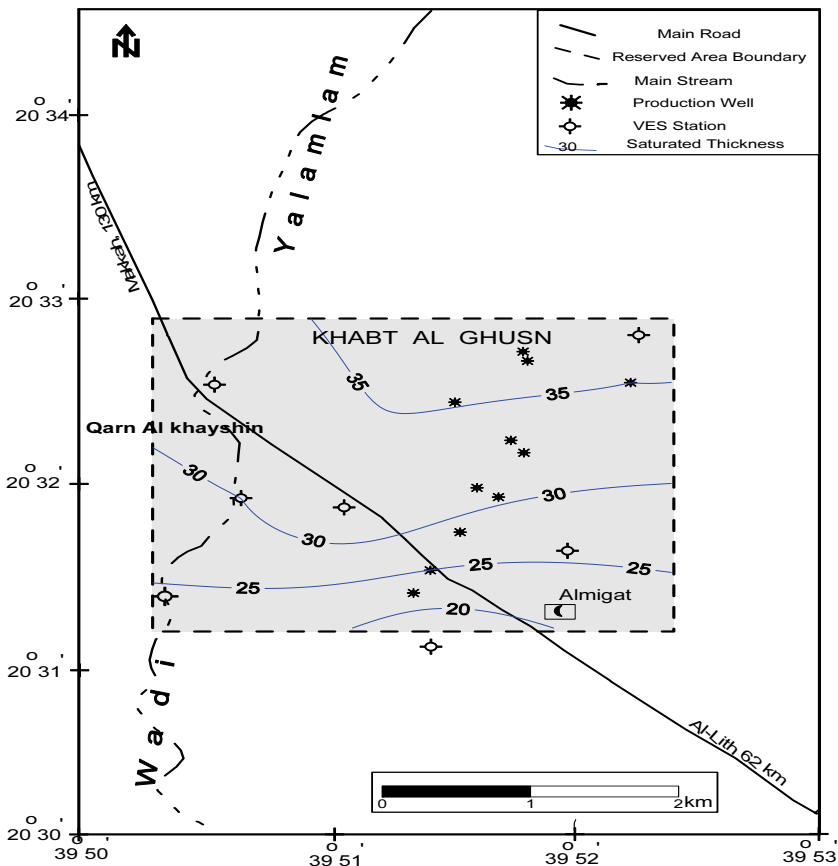 N
Main Road
Reserved Area Boundary
Main Stream
Production Well
VES Station
30 Saturated Thickness
20° 34'
20° 33'
20° 32'
20° 31'
20° 30'
39° 50'
39° 51'
39° 52'
39° 53'
Makkah, 130 km
Yalamlam
KHABT AL GHUSN
35
35
Qarn Al khayshin
30
30
30
25
25
25
20
Almigat
Wadi
Al-Lith 62 km
0 1 2km